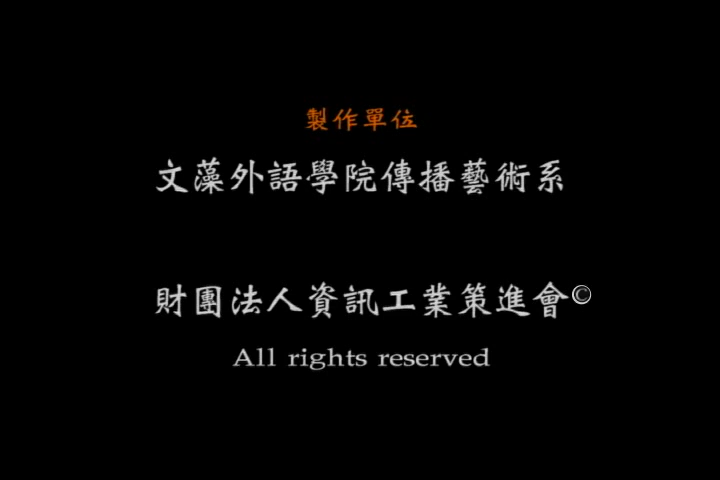 製作單位
文藻外語學院傳播藝術系
財團法人資訊工業策進會©
All rights reserved